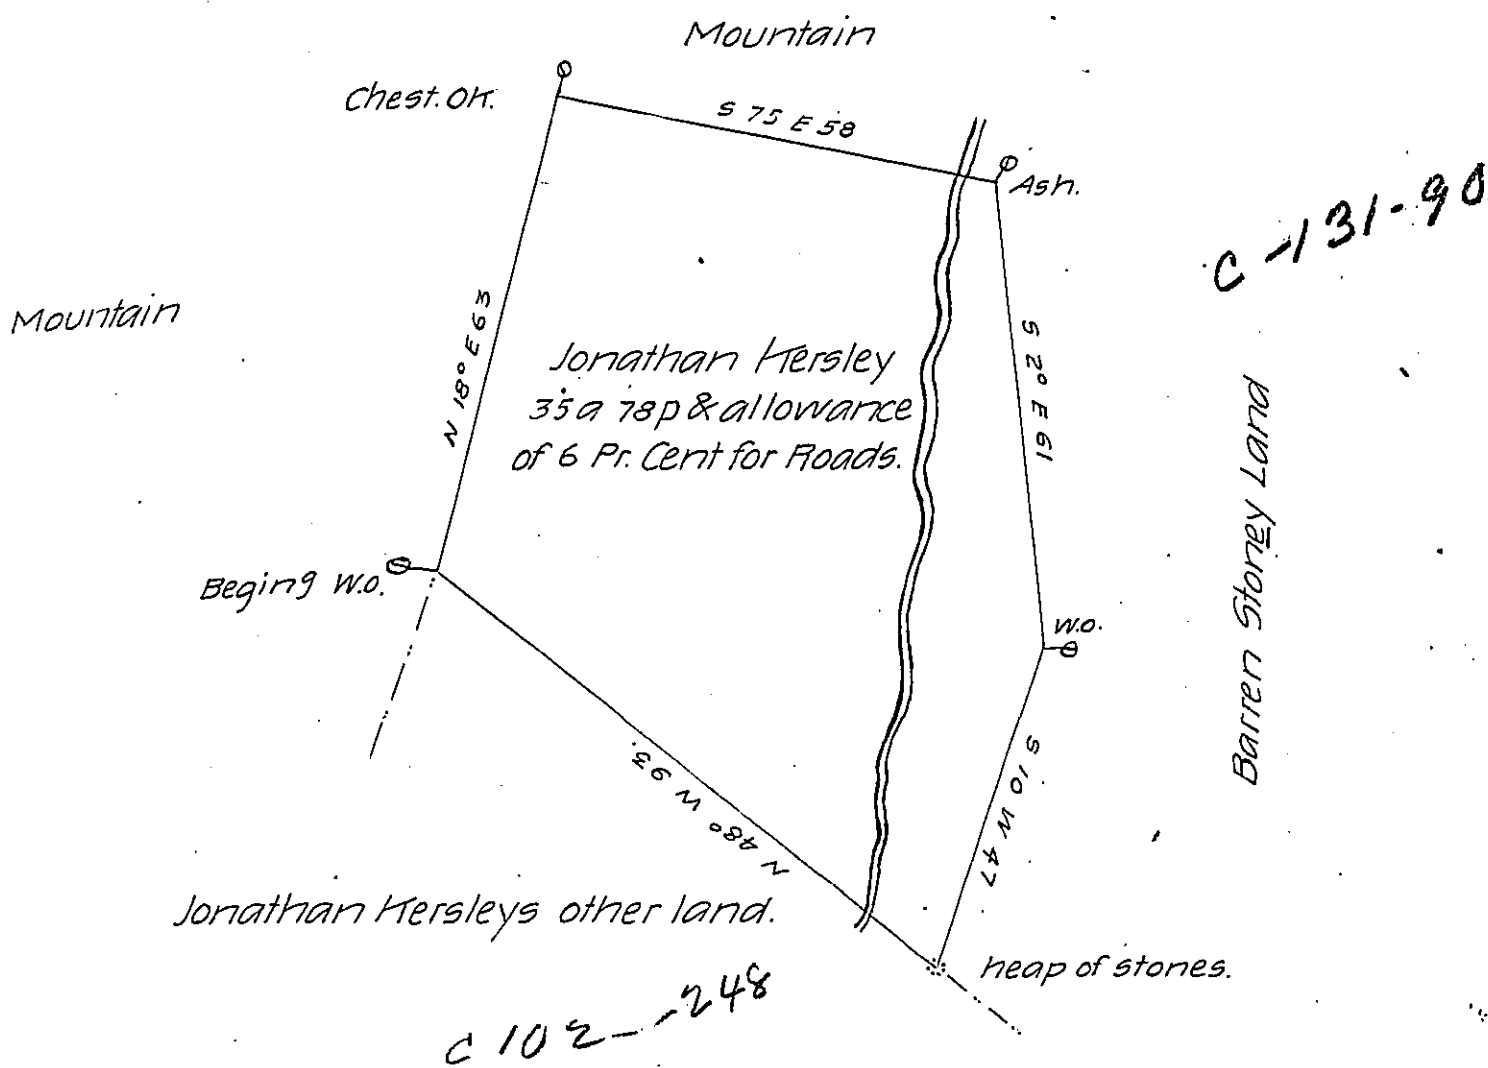 Mountain
Chest. OK.
S 75 E 58
Ash.
C-131-90
Mountain
N 18° E 63
S 2° E 61
Jonathan Kersley
35a 78p & allowance
of 6 Pr. Cent for Roads.
Barren Stoney Land
Begining W.O.
W.O.
S 10 W 47
N 48° W 93.
Jonathan Kersleys other land.
heap of stones.
C 102--248